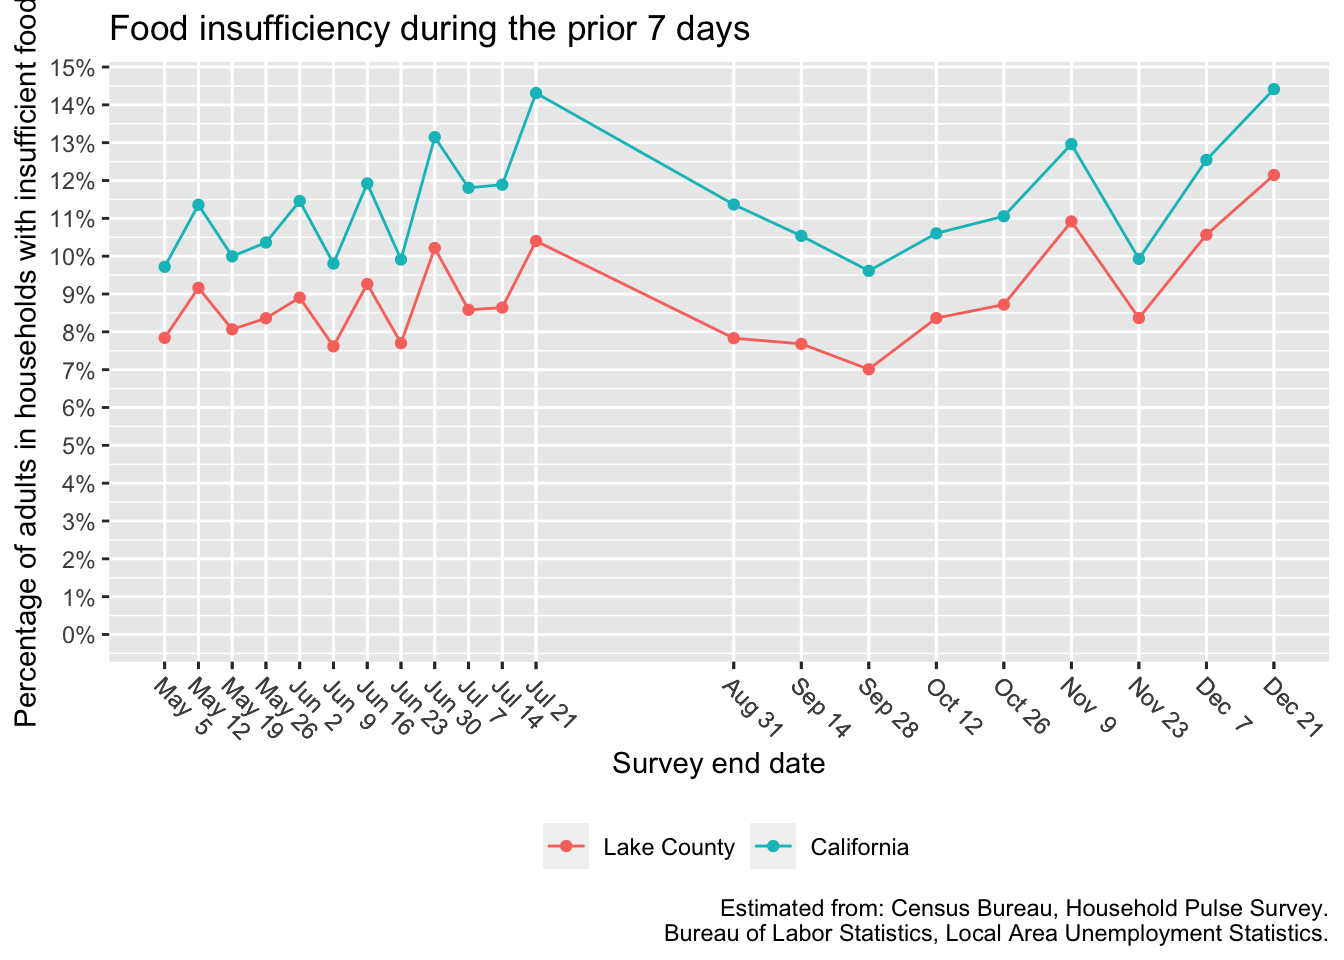 Food insufficiency during the prior 7 days
Percentage of adults in households with insufficient food
15%
14%
13%
12%
11%
10%
9%
8%
7%
6%
5%
4%
3%
2%
1%
0%
May 5
May 12
May 19
May 26
Jun 2
Jun 9
Jun 16
Jun 23
Jun 30
Jul 7
Jul 14
Jul 21
Aug 31
Sep 14
Sep 28
Oct 12
Oct 26
Nov 9
Nov 23
Dec 7
Dec 21
Survey end date
Lake County
California
Estimated from: Census Bureau, Household Pulse Survey.
Bureau of Labor Statistics, Local Area Unemployment Statistics.